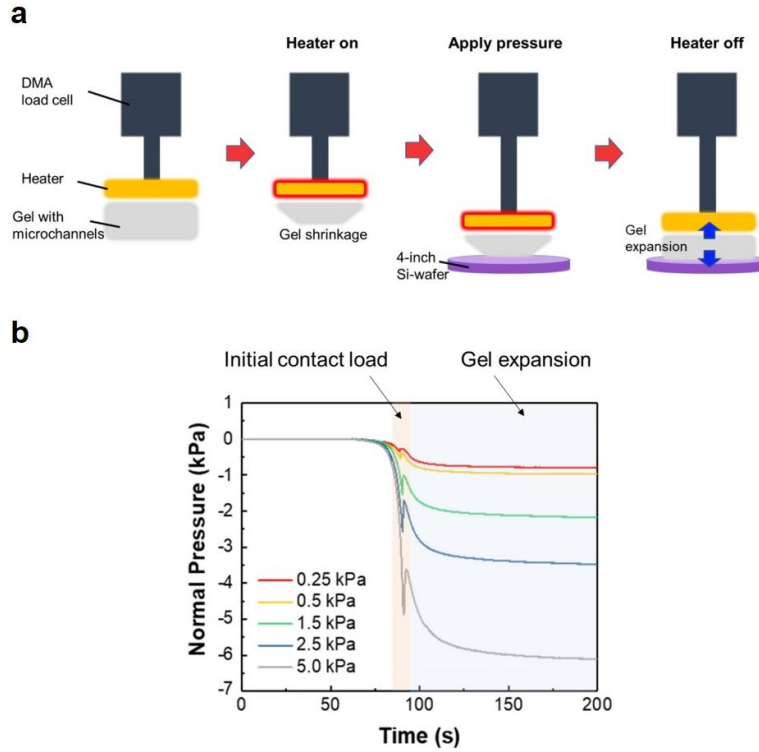 a
Heater on
Apply pressure
Heater off
DMA
load cell
Heater
Gel with
microchannels
Gel shrinkage
4-inch
Si-wafer
Gel
expansion
b
Initial contact load
Gel expansion
Normal Pressure (kPa)
1
0
-1
-2
-3
-4
-5
-6
-7
0.25 kPa
0.5 kPa
1.5 kPa
2.5 kPa
5.0 kPa
0
50
100
150
200
Time (s)